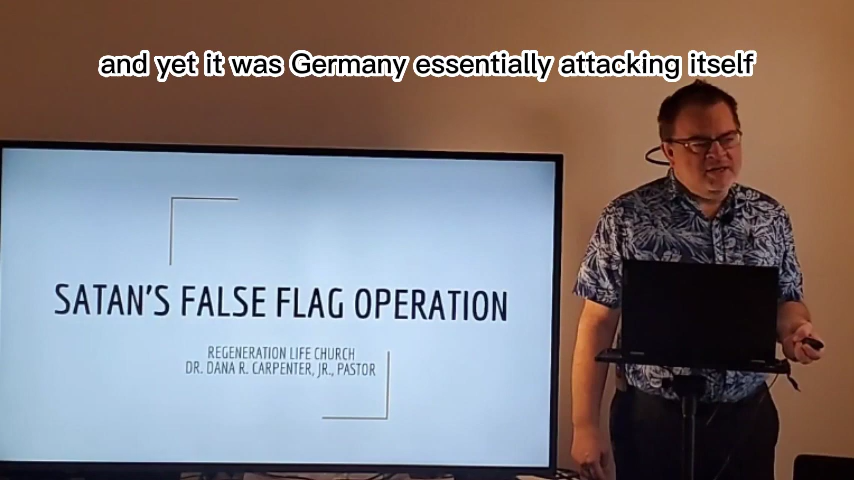 and yet it was Germany essentially attacking itself
SATAN'S FALSE FLAG OPERATION
REGENERATION LIFE CHURCH
DR. DANA R. CARPENTER, JR., PASTOR